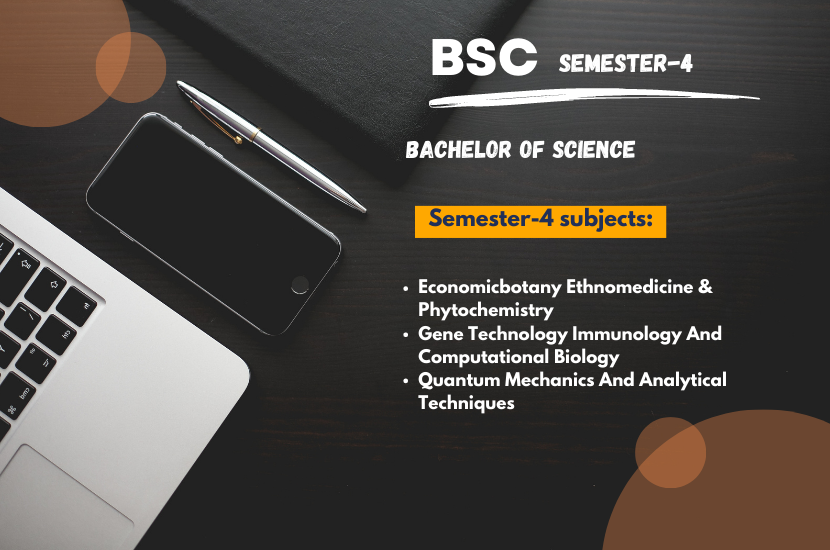 BSC SEMESTER-4
BACHELOR OF SCIENCE
Semester-4 subjects:
• Economicbotany Ethnomedicine &
Phytochemistry
• Gene Technology Immunology And
Computational Biology
• Quantum Mechanics And Analytical
Techniques